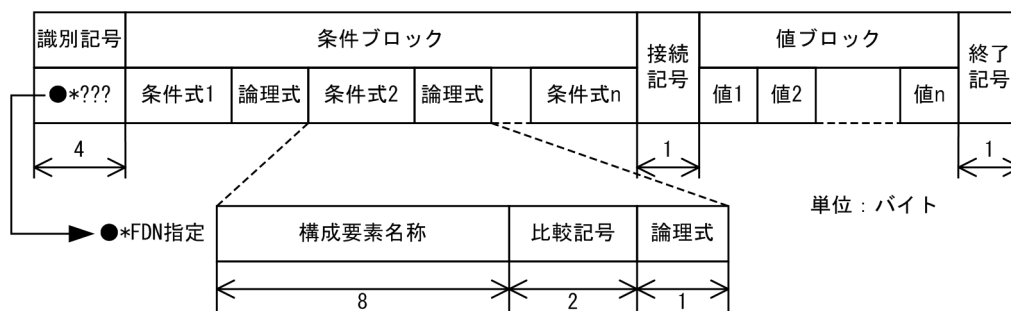 識別記号 条件ブロック 接続記号 値ブロック 終了記号
●*??? 条件式1 論理式 条件式2 論理式 条件式n 値1 値2 値n
4 1 1
単位：バイト
●*FDN指定 構成要素名称 比較記号 論理式
8 2 1